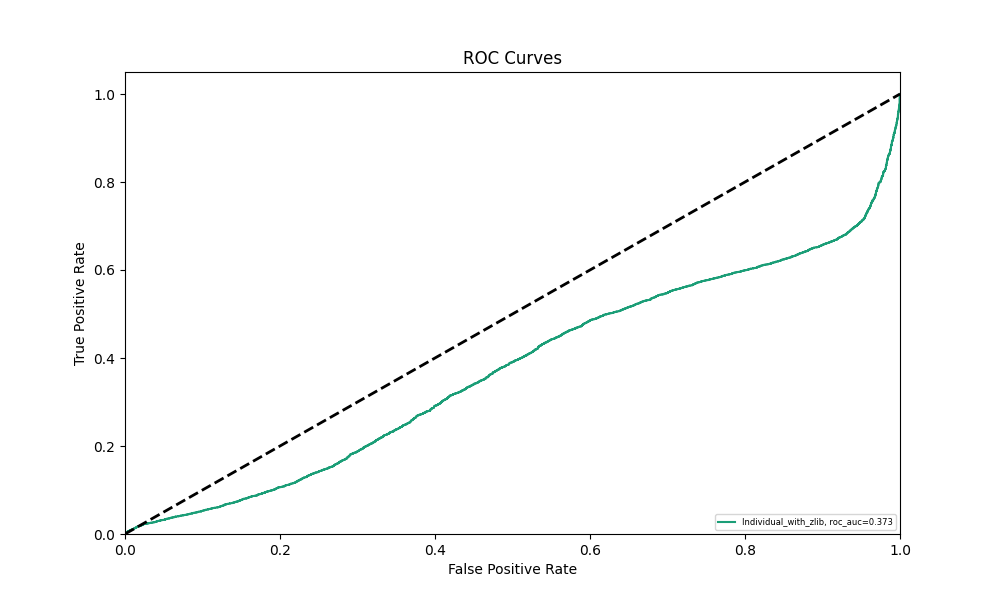 ROC Curves
True Positive Rate
1.0
0.8
0.6
0.4
0.2
0.0
0.0 0.2 0.4 0.6 0.8 1.0
False Positive Rate
Individual_with_zlib, roc_auc=0.373